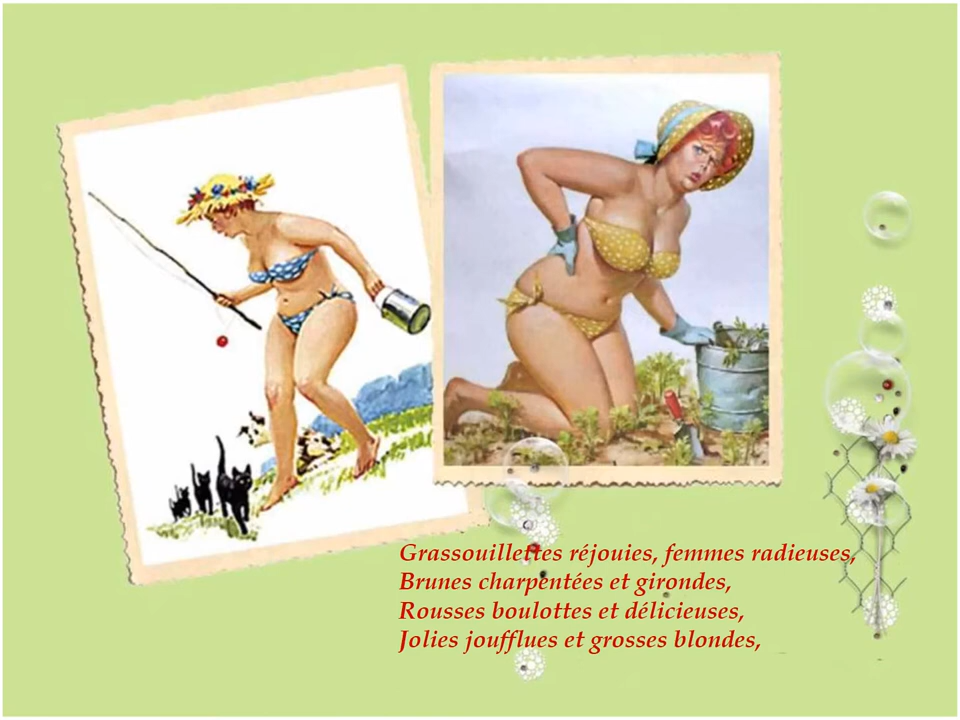 Grassouillettes réjouies, femmes radieuses,
Brunes charpentées et girondes,
Rousses boulottes et délicieuses,
Jolies joufflues et grosses blondes,